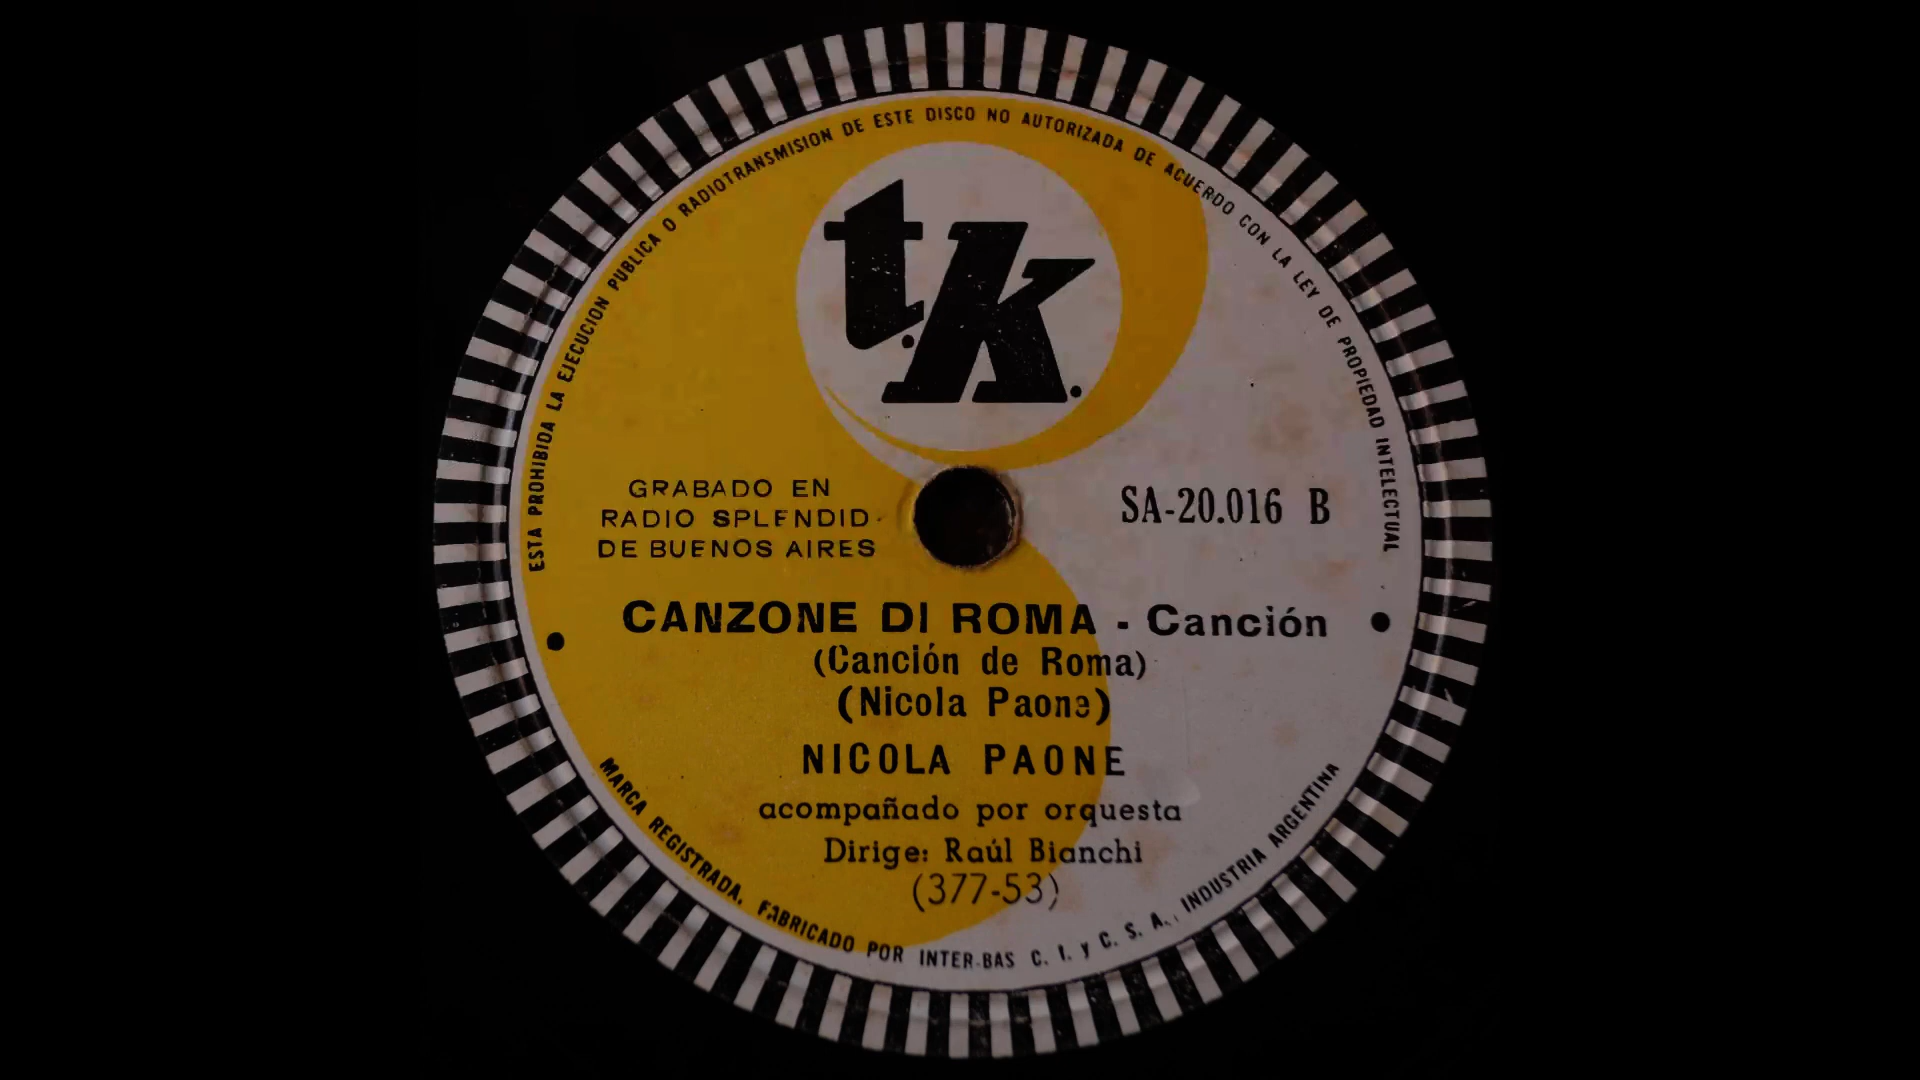 ESTA PROHIBIDA LA EJECUCION PUBLICA O RADIOTRANSMISION DE ESTE DISCO NO AUTORIZADA DE ACUERDO CON LA LEY DE PROPIEDAD INTELECTUAL
t.K.
GRABADO EN
RADIO SPLENDID
DE BUENOS AIRES
SA-20.016 B
CANZONE DI ROMA - Canción
(Canción de Roma)
(Nicola Paone)
NICOLA PAONE
acompañado por orquesta
Dirige: Raúl Bianchi
(377-53)
MARCA REGISTRADA. FABRICADO POR INTER-BAS C. I. y C. S. A., INDUSTRIA ARGENTINA